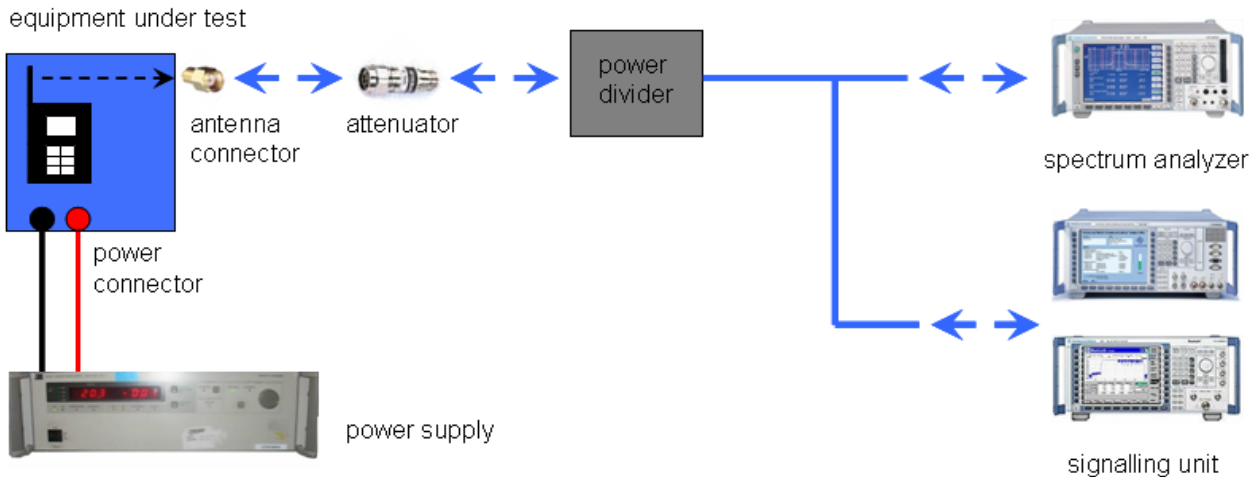 equipment under test
antenna
connector
attenuator
power
divider
spectrum analyzer
power
connector
power supply
signalling unit